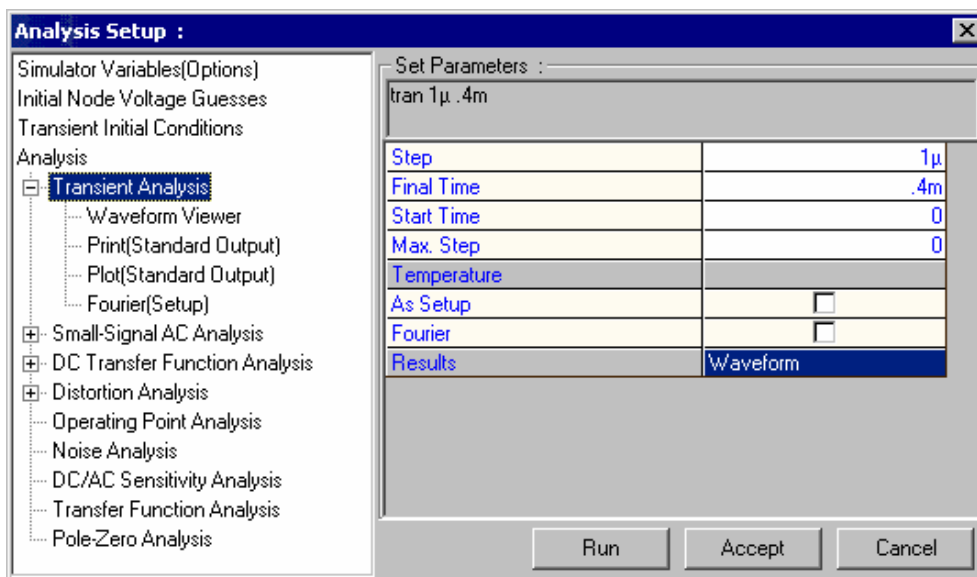 Analysis Setup :
Simulator Variables(Options)
Initial Node Voltage Guesses
Transient Initial Conditions
Analysis
Transient Analysis
Waveform Viewer
Print(Standard Output)
Plot(Standard Output)
Fourier(Setup)
Small-Signal AC Analysis
DC Transfer Function Analysis
Distortion Analysis
Operating Point Analysis
Noise Analysis
DC/AC Sensitivity Analysis
Transfer Function Analysis
Pole-Zero Analysis
Set Parameters :
tran 1µ .4m
Step 1µ
Final Time .4m
Start Time 0
Max. Step 0
Temperature
As Setup
Fourier
Results Waveform
Run Accept Cancel